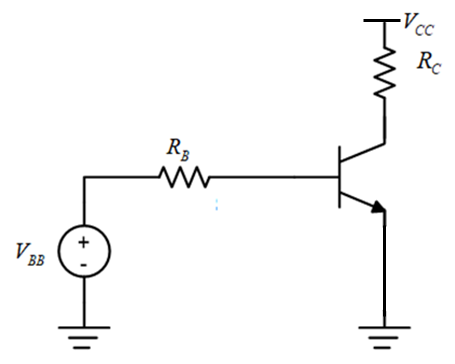 V_CC
R_C
R_B
V_BB
+
-